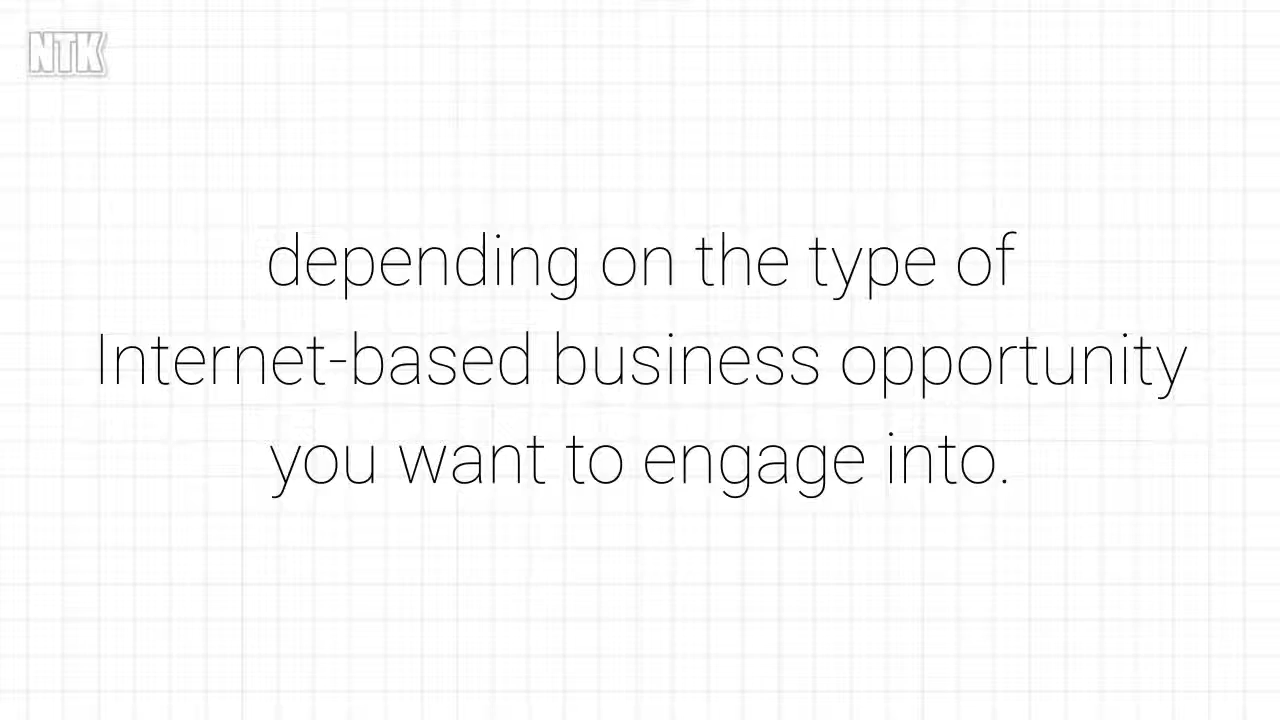 NTK
depending on the type of
Internet-based business opportunity
you want to engage into.